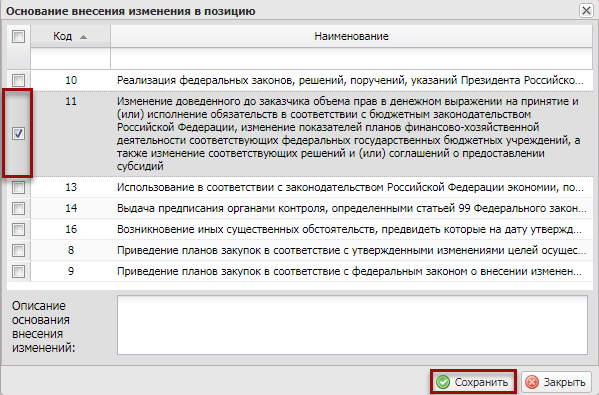 Основание внесения изменения в позицию
Код Наименование
10 Реализация федеральных законов, решений, поручений, указаний Президента Российско...
11 Изменение доведенного до заказчика объема прав в денежном выражении на принятие и
(или) исполнение обязательств в соответствии с бюджетным законодательством
Российской Федерации, изменение показателей планов финансово-хозяйственной
деятельности соответствующих федеральных государственных бюджетных учреждений, а
также изменение соответствующих решений и (или) соглашений о предоставлении
субсидий
13 Использование в соответствии с законодательством Российской Федерации экономии, по...
14 Выдача предписания органами контроля, определенными статьей 99 Федерального закон...
16 Возникновение иных существенных обстоятельств, предвидеть которые на дату утвержд...
8 Приведение планов закупок в соответствие с утвержденными изменениями целей осущес...
9 Приведение планов закупок в соответствие с федеральным законом о внесении изменен...
Описание
основания
внесения
изменений:
Сохранить Закрыть